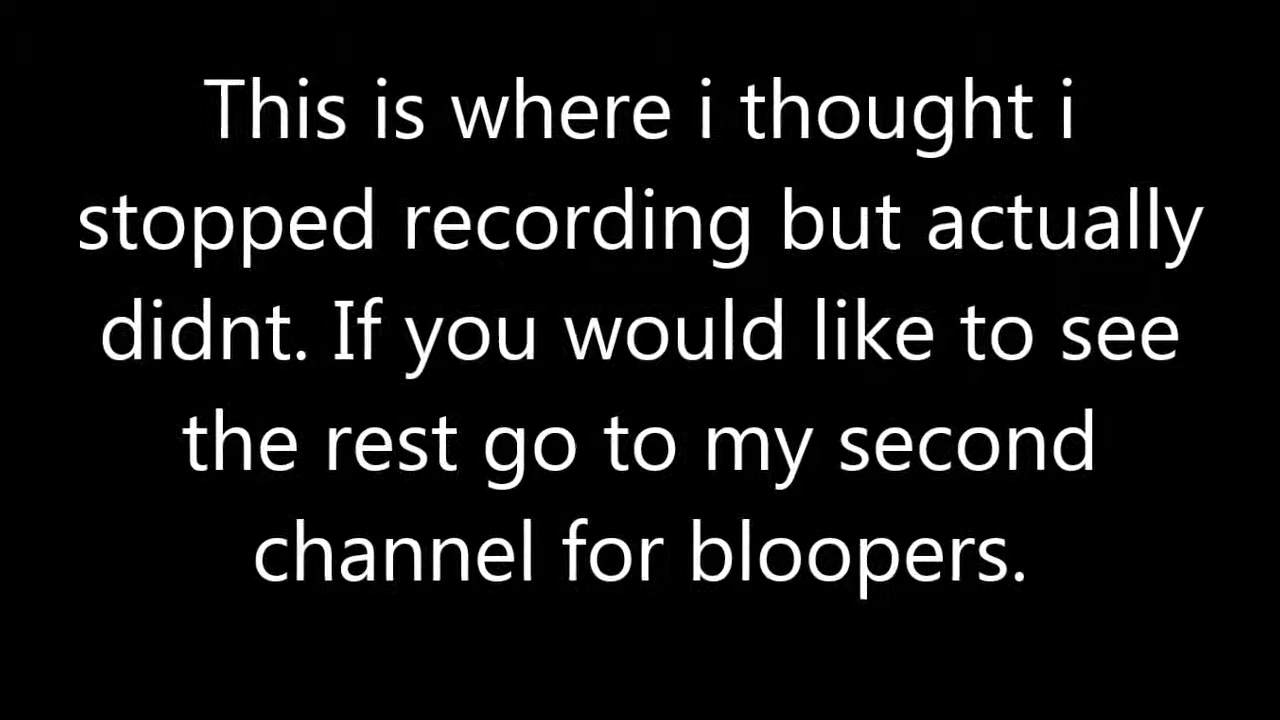 This is where i thought i
stopped recording but actually
didnt. If you would like to see
the rest go to my second
channel for bloopers.